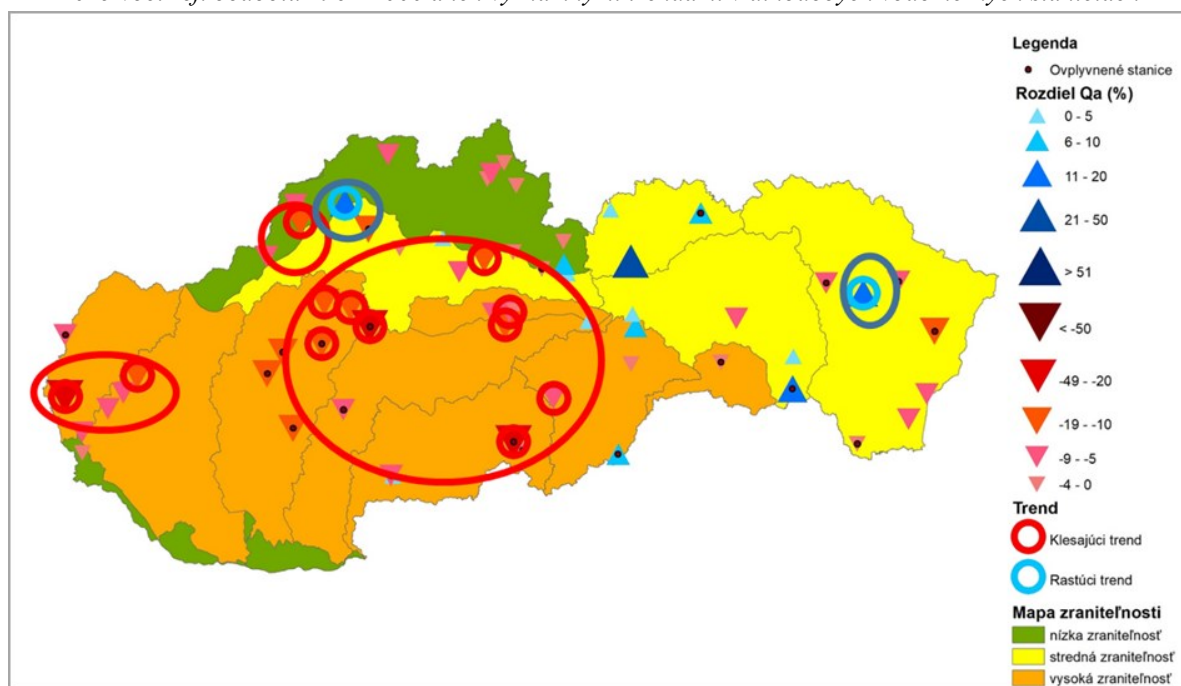 Legenda
Ovplyvnené stanice
Rozdiel Qa (%)
0 - 5
6 - 10
11 - 20
21 - 50
> 51
< -50
-49 - -20
-19 - -10
-9 - -5
-4 - 0
Trend
Klesajúci trend
Rastúci trend
Mapa zraniteľnosti
nízka zraniteľnosť
stredná zraniteľnosť
vysoká zraniteľnosť